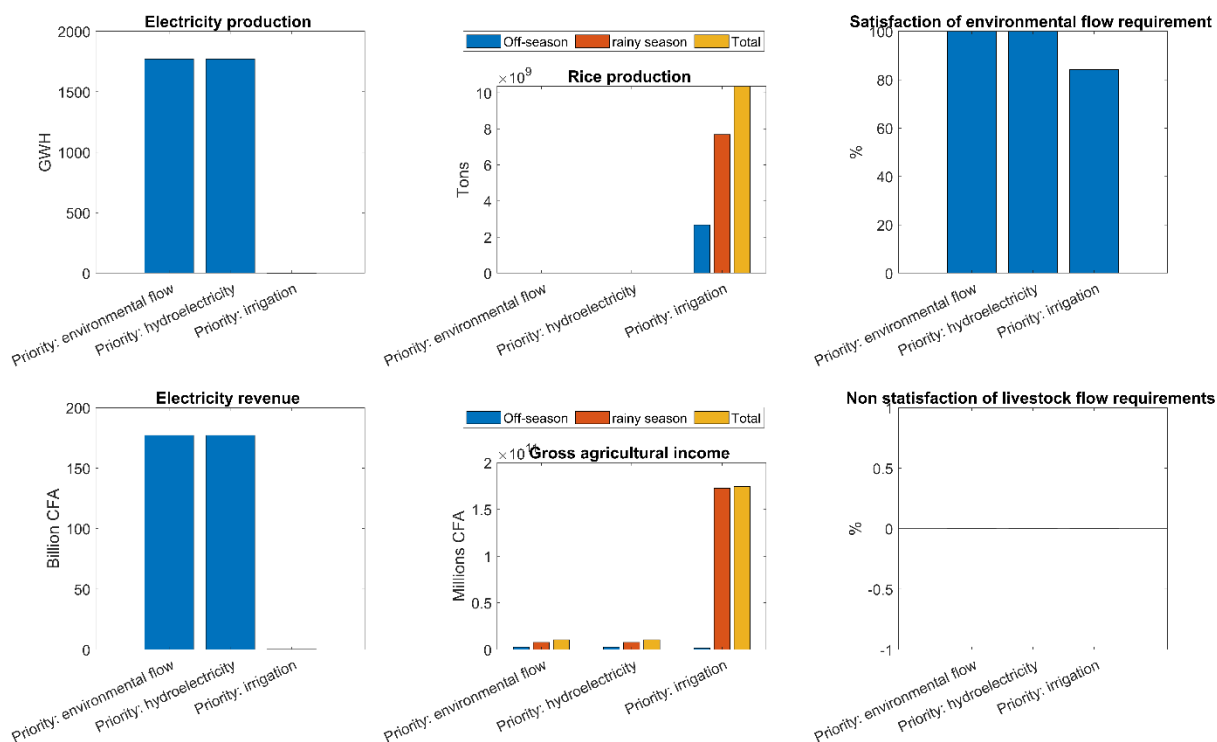 Electricity production
2000
1500
1000
500
0
GWH
Priority: environmental flow
Priority: hydroelectricity
Priority: irrigation
Off-season rainy season Total
Rice production
×10^9
10
8
6
4
2
0
Tons
Priority: environmental flow
Priority: hydroelectricity
Priority: irrigation
Satisfaction of environmental flow requirement
100
80
60
40
20
0
%
Priority: environmental flow
Priority: hydroelectricity
Priority: irrigation
Electricity revenue
200
150
100
50
0
Billion CFA
Priority: environmental flow
Priority: hydroelectricity
Priority: irrigation
Off-season rainy season Total
Gross agricultural income
2
1.5
1
0.5
0
Millions CFA
Priority: environmental flow
Priority: hydroelectricity
Priority: irrigation
Non statisfaction of livestock flow requirements
1
0.5
0
-0.5
-1
%
Priority: environmental flow
Priority: hydroelectricity
Priority: irrigation